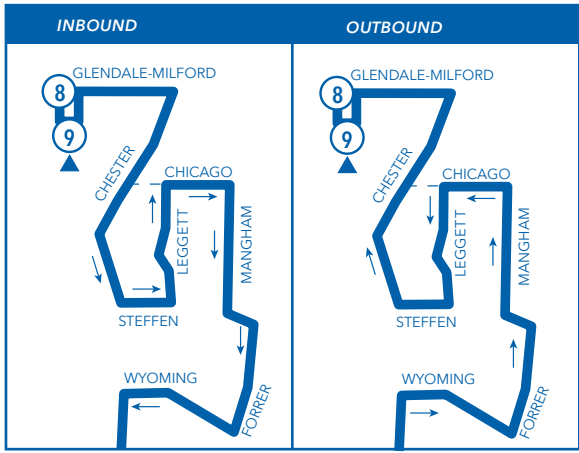 INBOUND
GLENDALE-MILFORD
8
9
CHESTER
CHICAGO
LEGGETT
MANGHAM
STEFFEN
WYOMING
FORRER
OUTBOUND
GLENDALE-MILFORD
8
9
CHESTER
CHICAGO
LEGGETT
MANGHAM
STEFFEN
WYOMING
FORRER